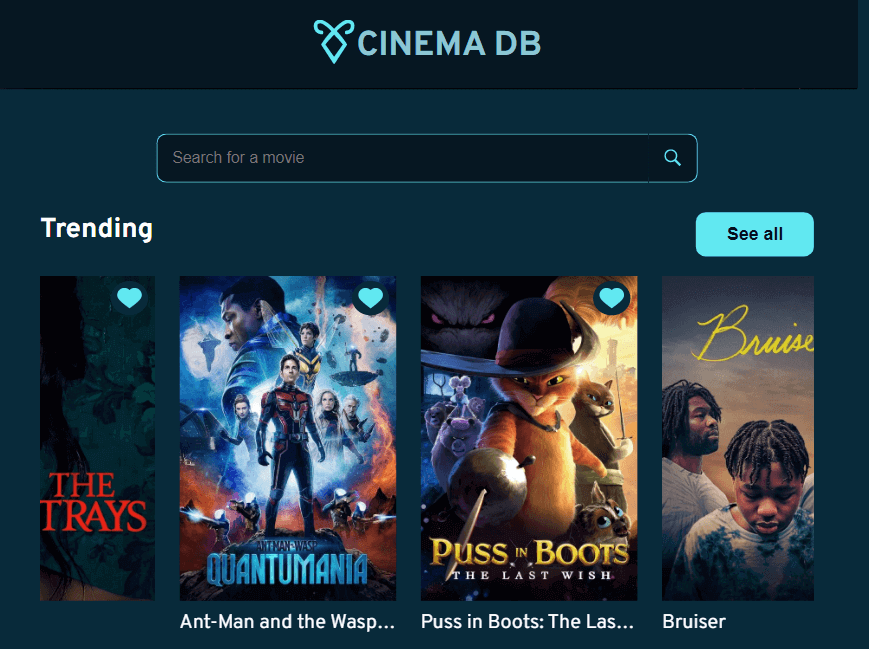 CINEMA DB
Search for a movie
Trending
See all
THE
TRAYS
ANT-MAN AND THE WASP
QUANTUMANIA
PUSS IN BOOTS
THE LAST WISH
Bruise
Ant-Man and the Wasp...
Puss in Boots: The Las...
Bruiser